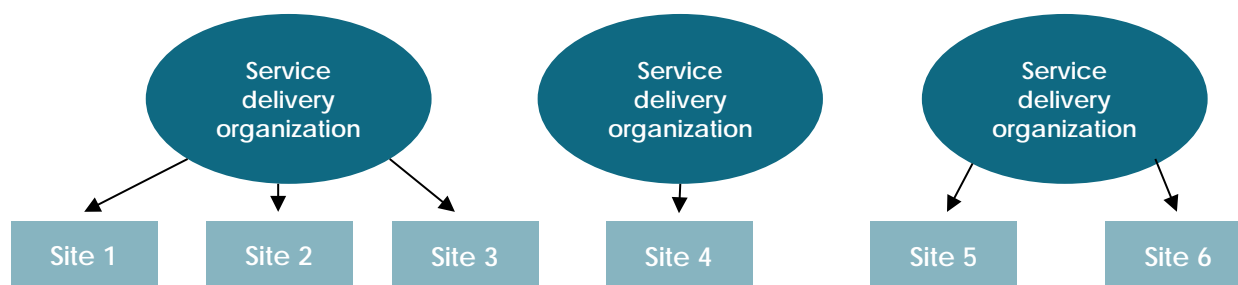 Service
delivery
organization
Service
delivery
organization
Service
delivery
organization
Site 1
Site 2
Site 3
Site 4
Site 5
Site 6